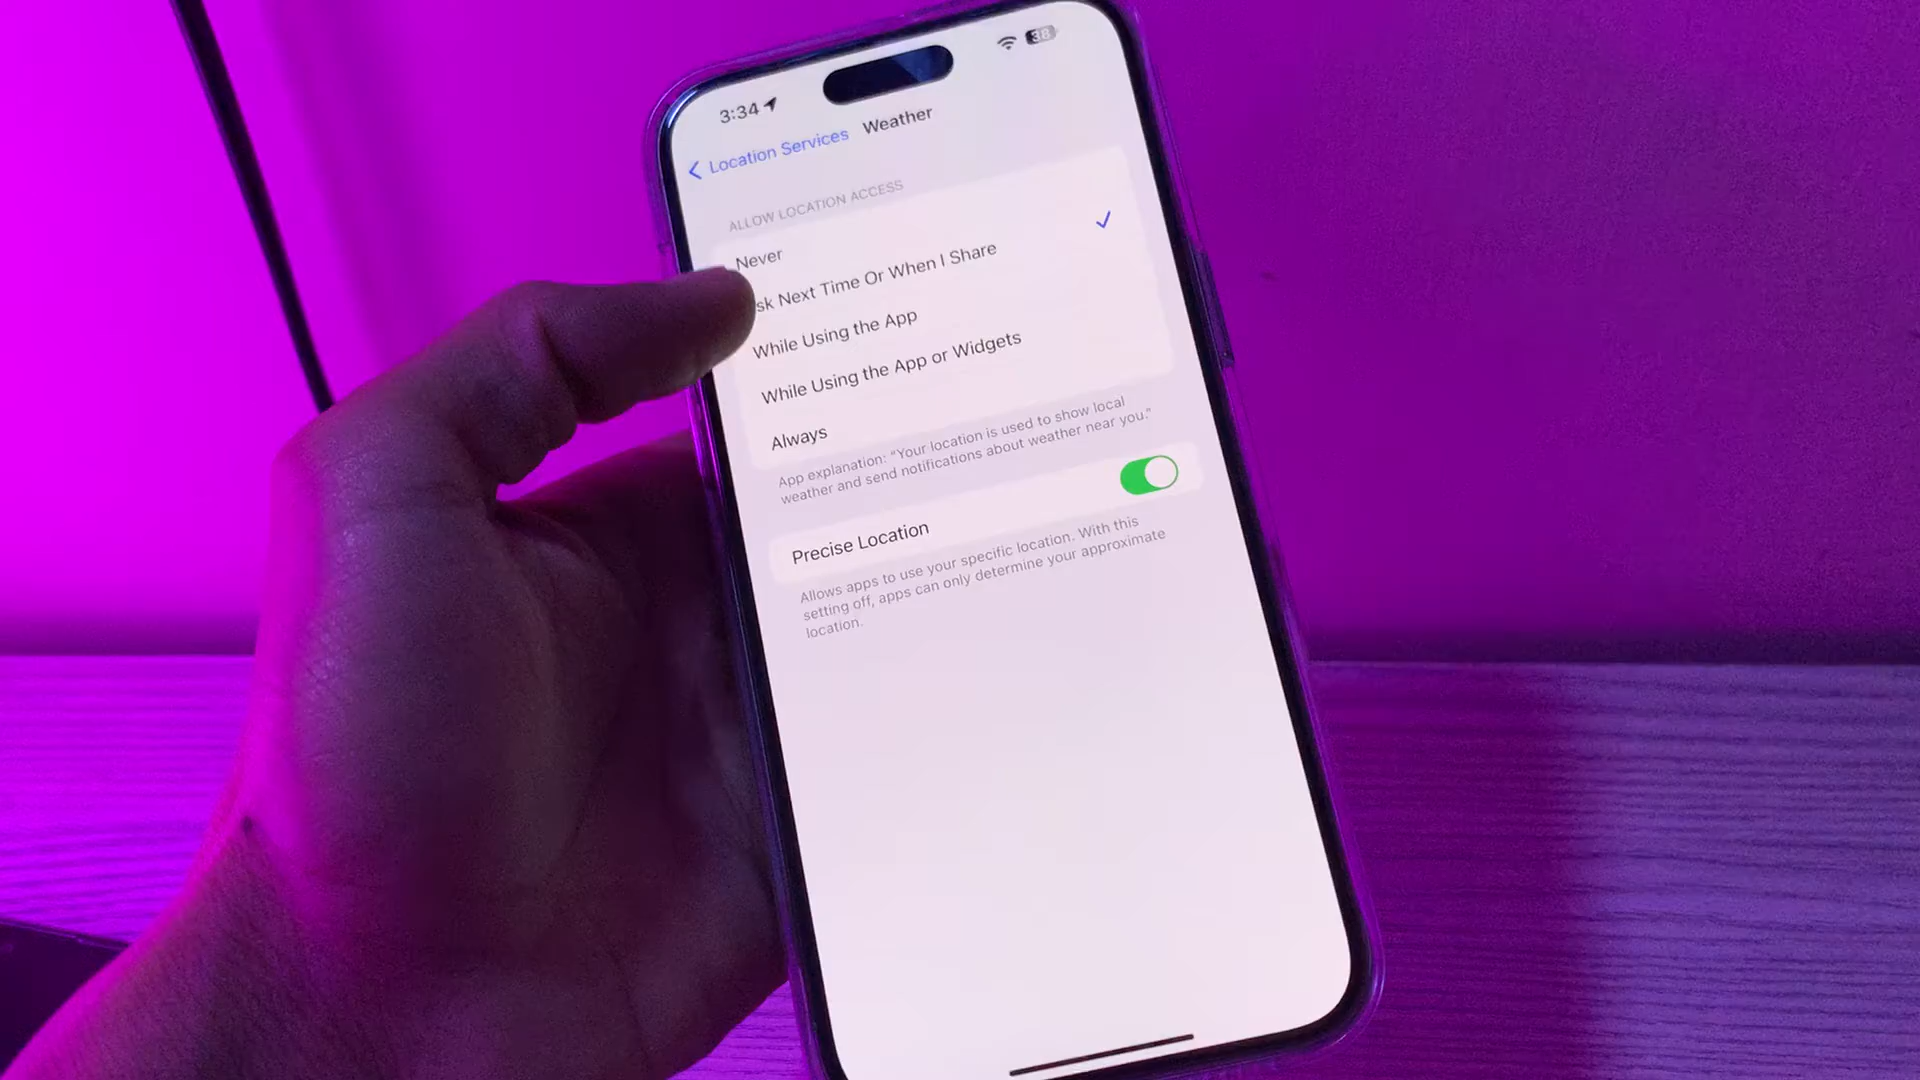 3:34
38
Location Services
Weather
ALLOW LOCATION ACCESS
Never
sk Next Time Or When I Share
While Using the App
While Using the App or Widgets
Always
App explanation: “Your location is used to show local
weather and send notifications about weather near you.”
Precise Location
Allows apps to use your specific location. With this
setting off, apps can only determine your approximate
location.